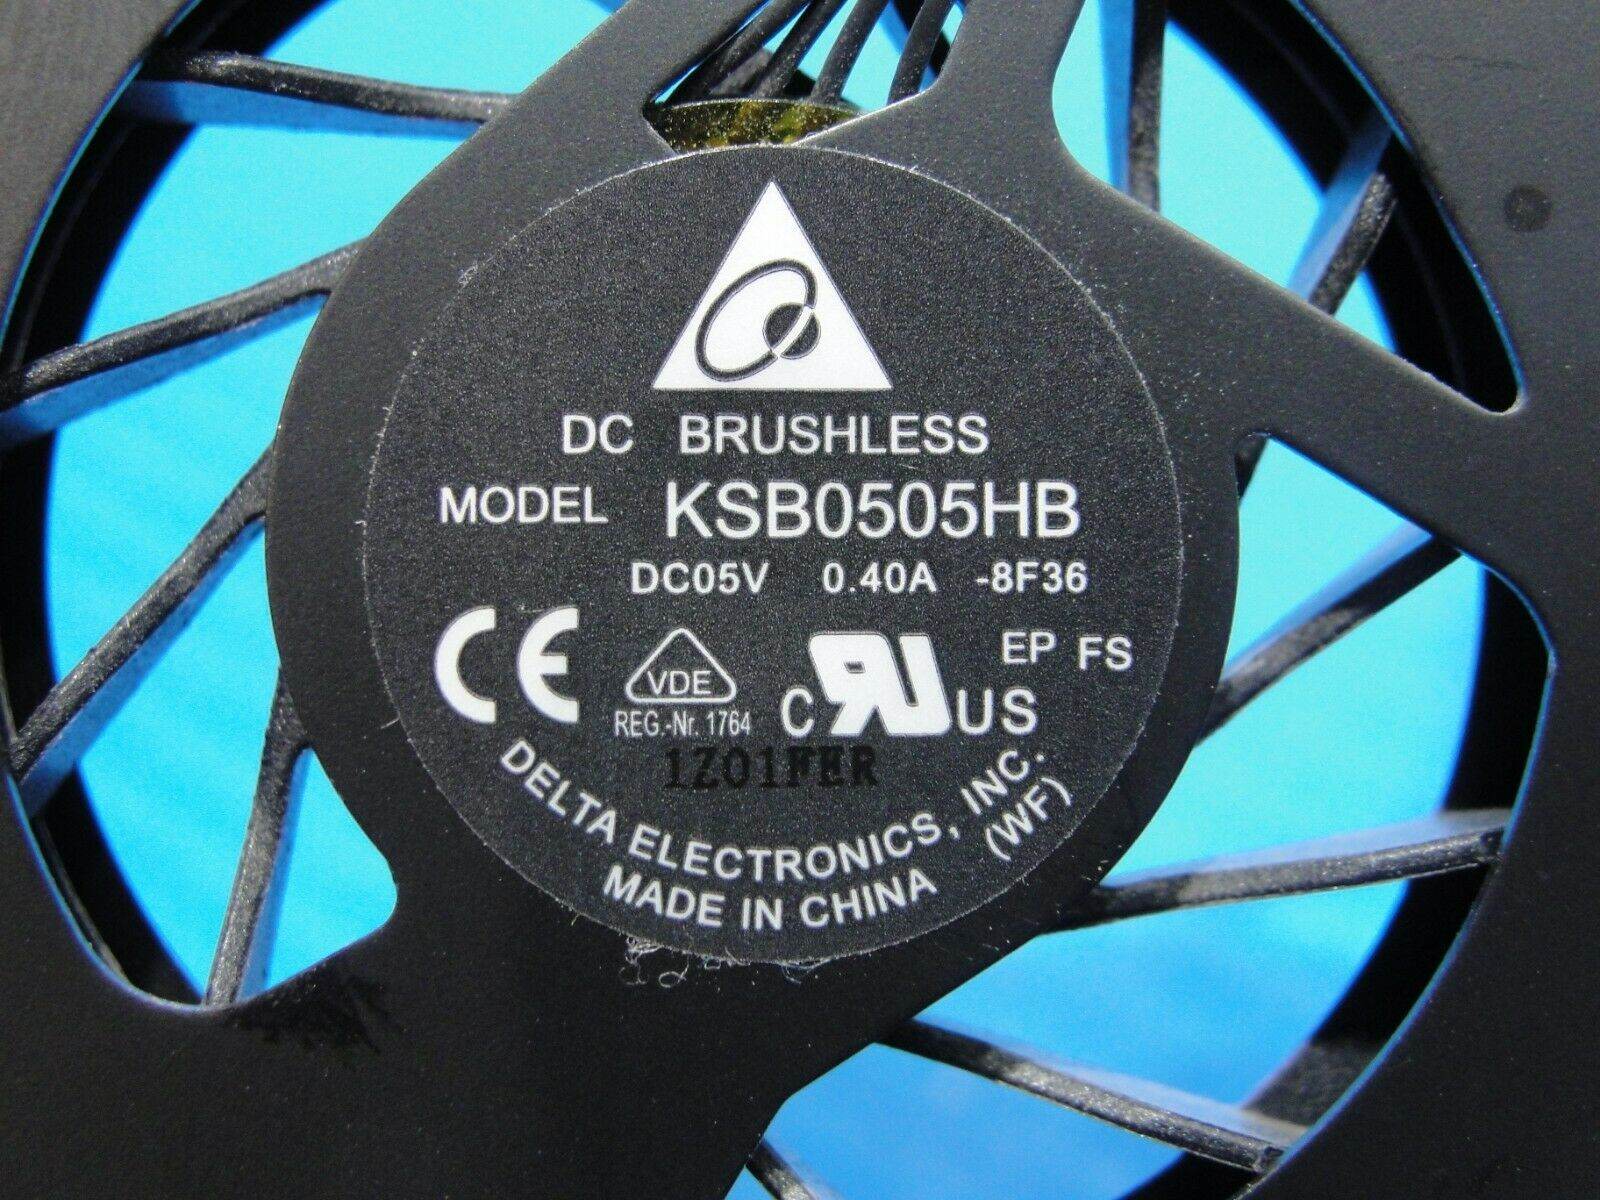 DC BRUSHLESS
MODEL KSB0505HB
DC05V 0.40A -8F36
CE VDE C RU US EP FS
REG.-Nr. 1764
1Z01FER
DELTA ELECTRONICS, INC.
MADE IN CHINA (WF)